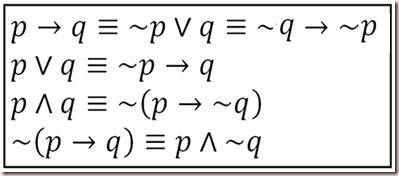 p → q ≡ ~p ∨ q ≡ ~q → ~p
p ∨ q ≡ ~p → q
p ∧ q ≡ ~(p → ~q)
~(p → q) ≡ p ∧ ~q